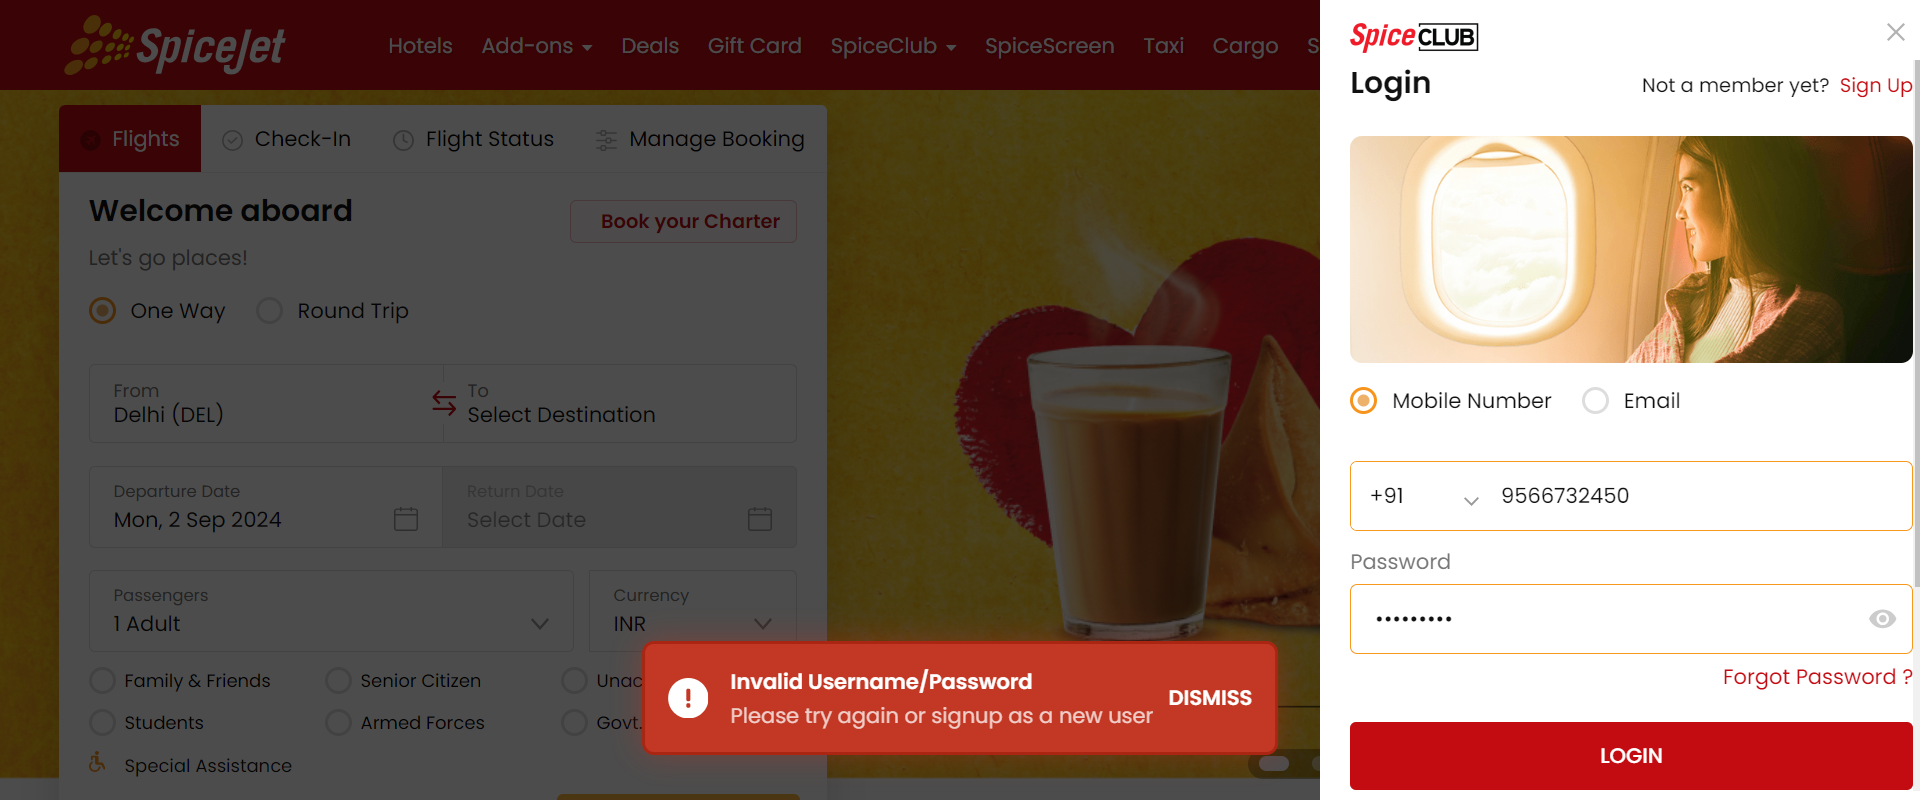 SpiceJet
Hotels
Add-ons
Deals
Gift Card
SpiceClub
SpiceScreen
Taxi
Cargo
Flights
Check-In
Flight Status
Manage Booking
Welcome aboard
Book your Charter
Let's go places!
One Way
Round Trip
From
Delhi (DEL)
To
Select Destination
Departure Date
Mon, 2 Sep 2024
Return Date
Select Date
Passengers
1 Adult
Currency
INR
Family & Friends
Senior Citizen
Students
Armed Forces
Govt.
Special Assistance
Invalid Username/Password
Please try again or signup as a new user
DISMISS
SpiceCLUB
Login
Not a member yet? Sign Up
Mobile Number
Email
+91
9566732450
Password
Forgot Password ?
LOGIN